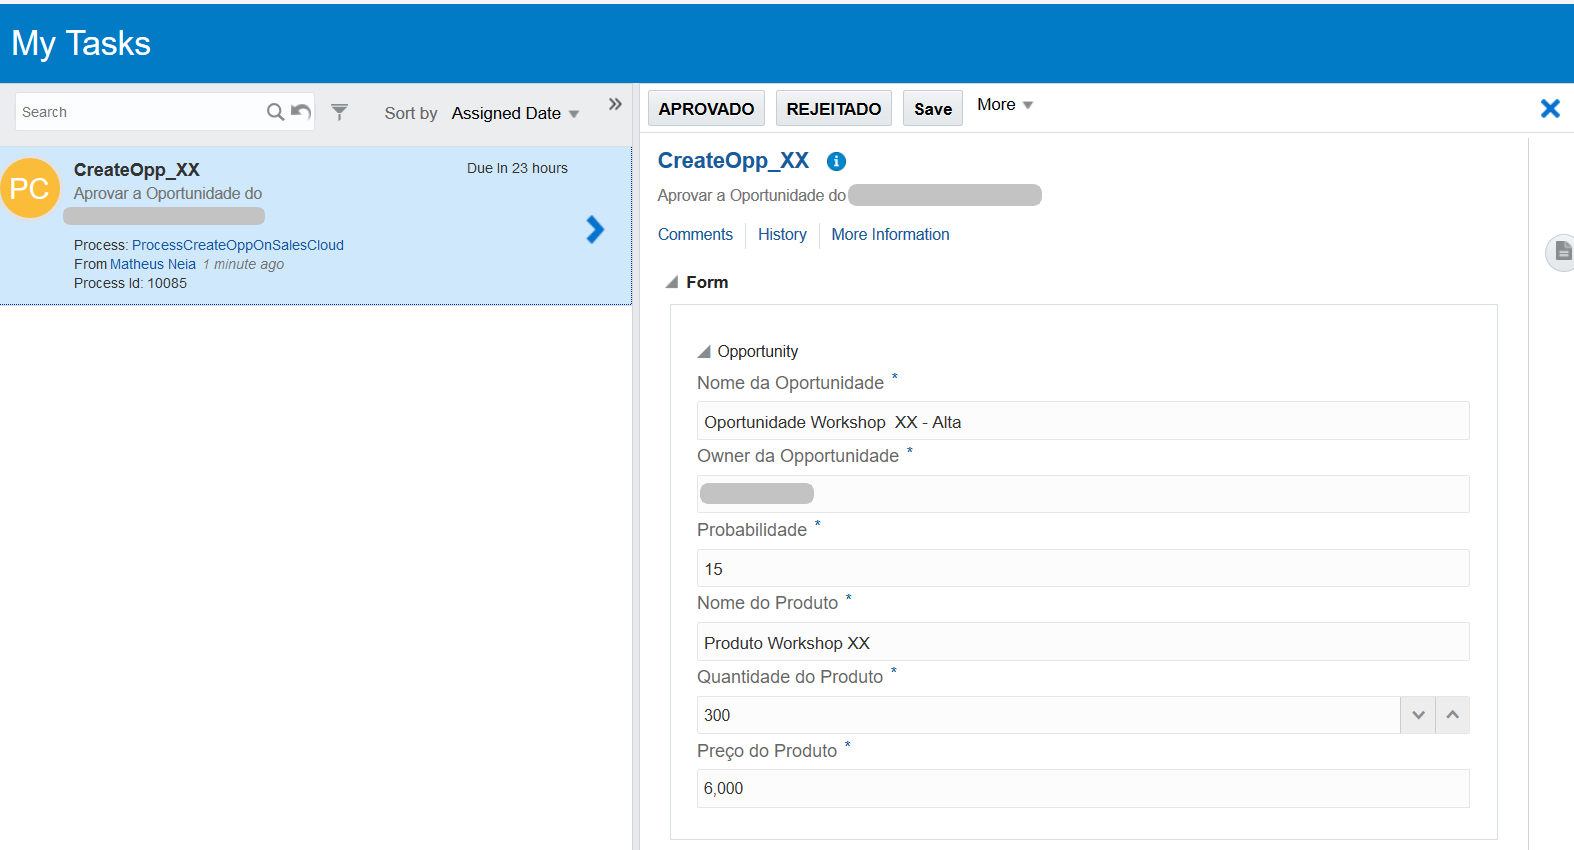 My Tasks
Search
Sort by Assigned Date
PC
CreateOpp_XX
Due In 23 hours
Aprovar a Oportunidade do
Process: ProcessCreateOppOnSalesCloud
From Matheus Neia 1 minute ago
Process Id: 10085
APROVADO REJEITADO Save More
CreateOpp_XX
Aprovar a Oportunidade do
Comments History More Information
Form
Opportunity
Nome da Oportunidade *
Oportunidade Workshop XX - Alta
Owner da Opportunidade *
Probabilidade *
15
Nome do Produto *
Produto Workshop XX
Quantidade do Produto *
300
Preço do Produto *
6,000